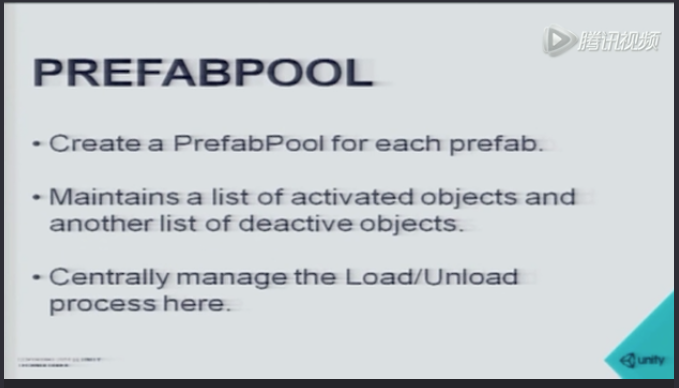 腾讯视频
PREFABPOOL
• Create a PrefabPool for each prefab.
• Maintains a list of activated objects and
another list of deactive objects.
• Centrally manage the Load/Unload
process here.
unity